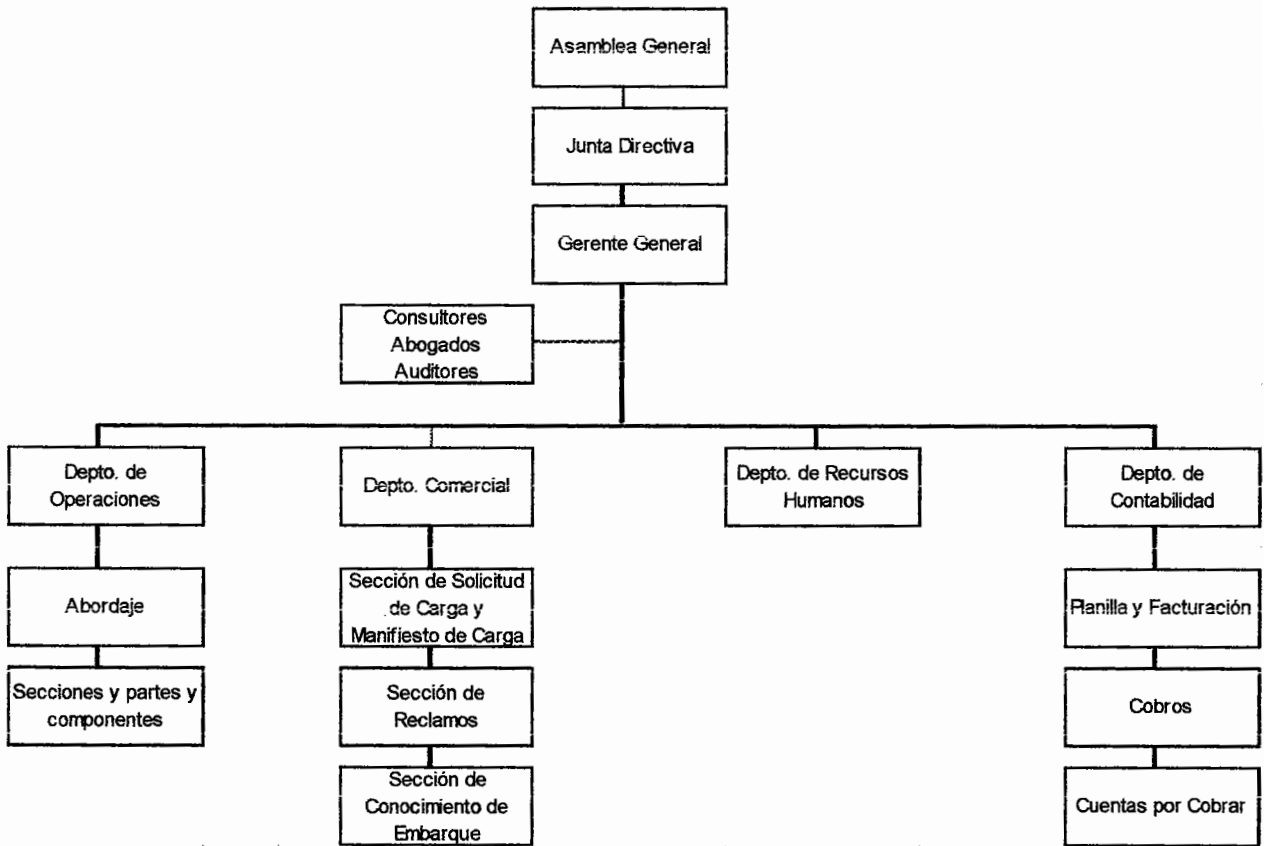 Asamblea General
Junta Directiva
Gerente General
Consultores
Abogados
Auditores
Depto. de
Operaciones
Depto. Comercial
Depto. de Recursos
Humanos
Depto. de
Contabilidad
Abordaje
Sección de Solicitud
de Carga y
Manifiesto de Carga
Planilla y Facturación
Secciones y partes y
componentes
Sección de
Reclamos
Cobros
Sección de
Conocimiento de
Embarque
Cuentas por Cobrar